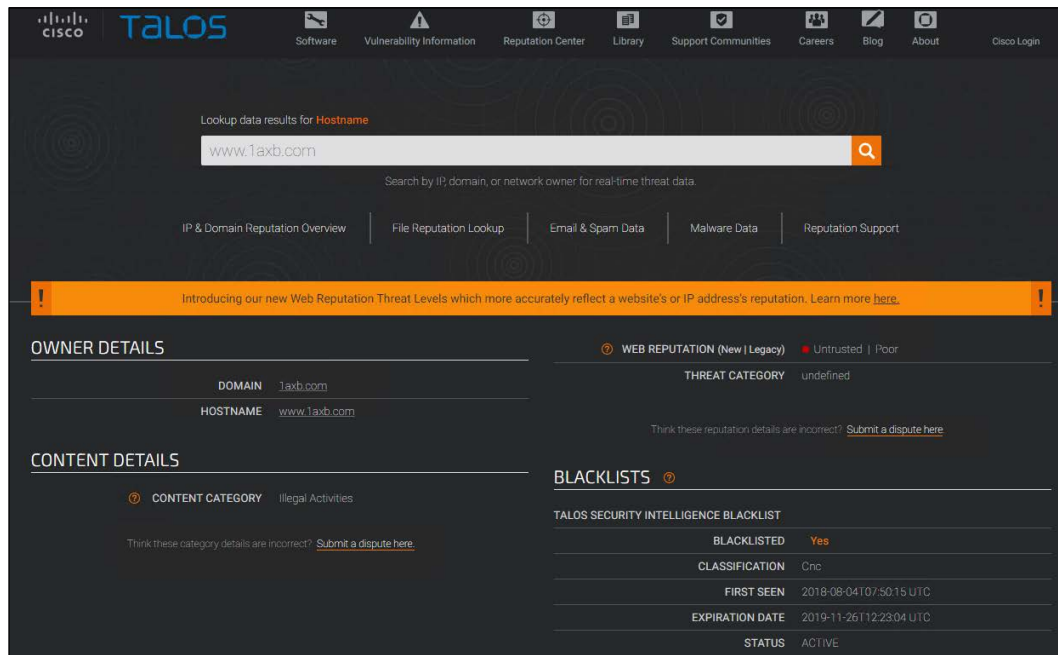 cisco TALOS
Software Vulnerability Information Reputation Center Library Support Communities Careers Blog About Cisco Login
Lookup data results for Hostname
www.1axb.com
Search by IP, domain, or network owner for real-time threat data.
IP & Domain Reputation Overview File Reputation Lookup Email & Spam Data Malware Data Reputation Support
! Introducing our new Web Reputation Threat Levels which more accurately reflect a website's or IP address's reputation. Learn more here. !
OWNER DETAILS
DOMAIN 1axb.com
HOSTNAME www.1axb.com
CONTENT DETAILS
CONTENT CATEGORY Illegal Activities
Think these category details are incorrect? Submit a dispute here.
WEB REPUTATION (New | Legacy) Untrusted | Poor
THREAT CATEGORY undefined
Think these reputation details are incorrect? Submit a dispute here.
BLACKLISTS
TALOS SECURITY INTELLIGENCE BLACKLIST
BLACKLISTED Yes
CLASSIFICATION Cnc
FIRST SEEN 2018-08-04T07:50:15 UTC
EXPIRATION DATE 2019-11-26T12:23:04 UTC
STATUS ACTIVE